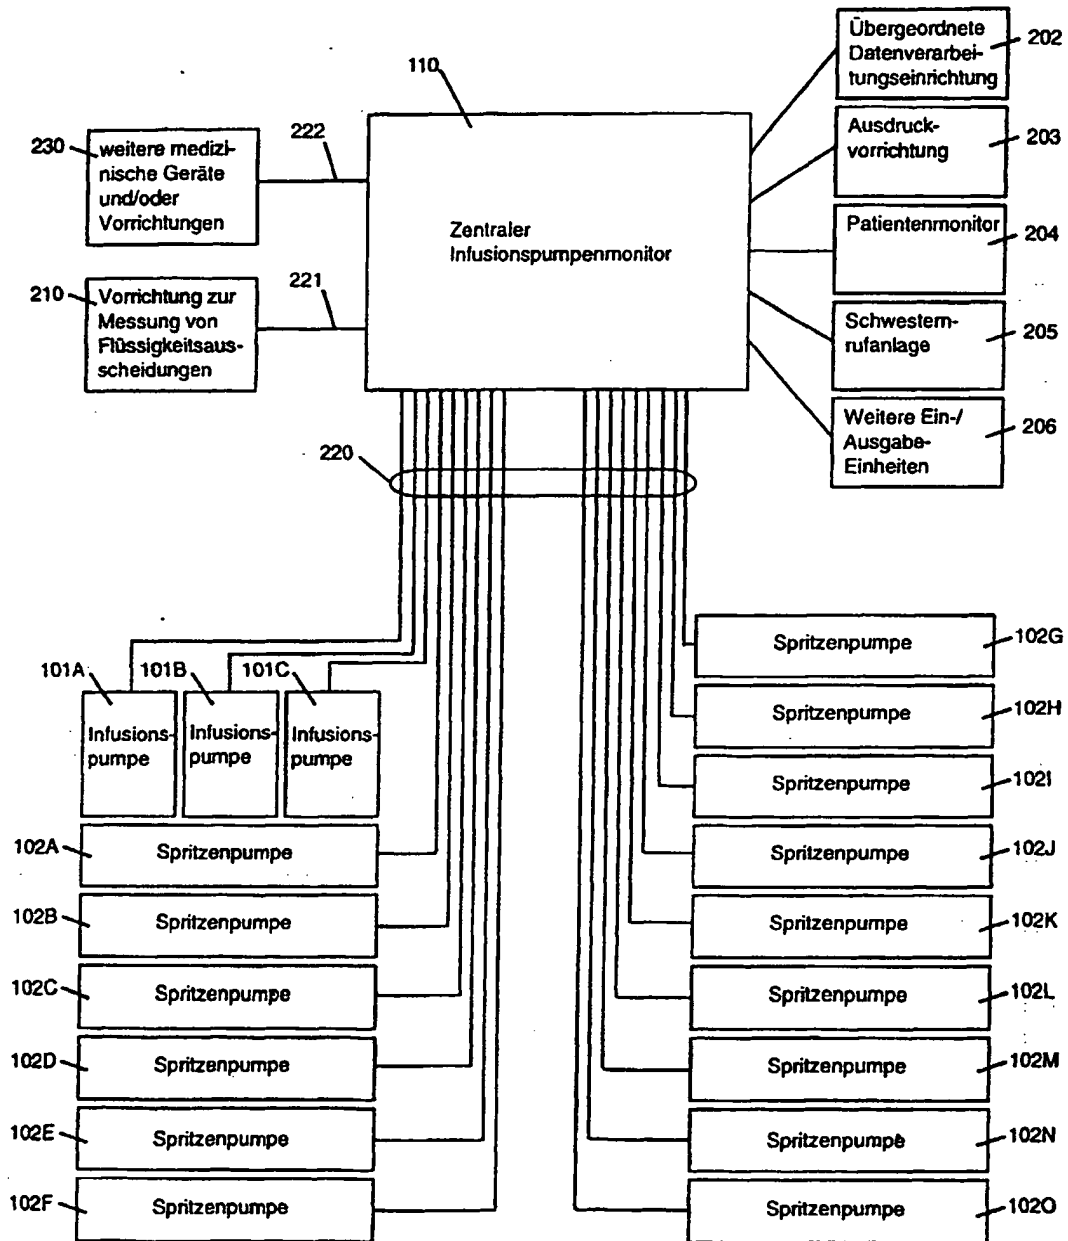 110
Zentraler
Infusionspumpenmonitor
230
weitere medizi-
nische Geräte
und/oder
Vorrichtungen
222
210
Vorrichtung zur
Messung von
Flüssigkeitsaus-
scheidungen
221
Übergeordnete
Datenverarbei-
tungseinrichtung
202
Ausdruck-
vorrichtung
203
Patientenmonitor
204
Schwestern-
rufanlage
205
Weitere Ein-/
Ausgabe-
Einheiten
206
220
101A
Infusions-
pumpe
101B
Infusions-
pumpe
101C
Infusions-
pumpe
102A
Spritzenpumpe
102B
Spritzenpumpe
102C
Spritzenpumpe
102D
Spritzenpumpe
102E
Spritzenpumpe
102F
Spritzenpumpe
Spritzenpumpe
102G
Spritzenpumpe
102H
Spritzenpumpe
102I
Spritzenpumpe
102J
Spritzenpumpe
102K
Spritzenpumpe
102L
Spritzenpumpe
102M
Spritzenpumpe
102N
Spritzenpumpe
102O